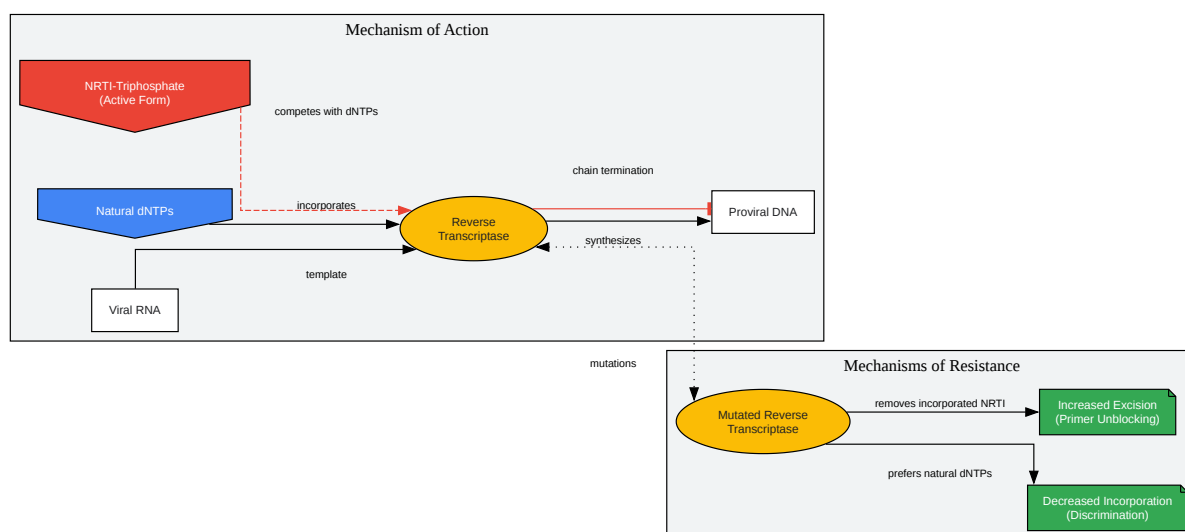 Mechanism of Action
NRTI-Triphosphate
(Active Form)
competes with dNTPs
chain termination
Natural dNTPs
incorporates
Reverse
Transcriptase
Proviral DNA
synthesizes
template
Viral RNA
mutations
Mechanisms of Resistance
Mutated Reverse
Transcriptase
removes incorporated NRTI
Increased Excision
(Primer Unblocking)
prefers natural dNTPs
Decreased Incorporation
(Discrimination)